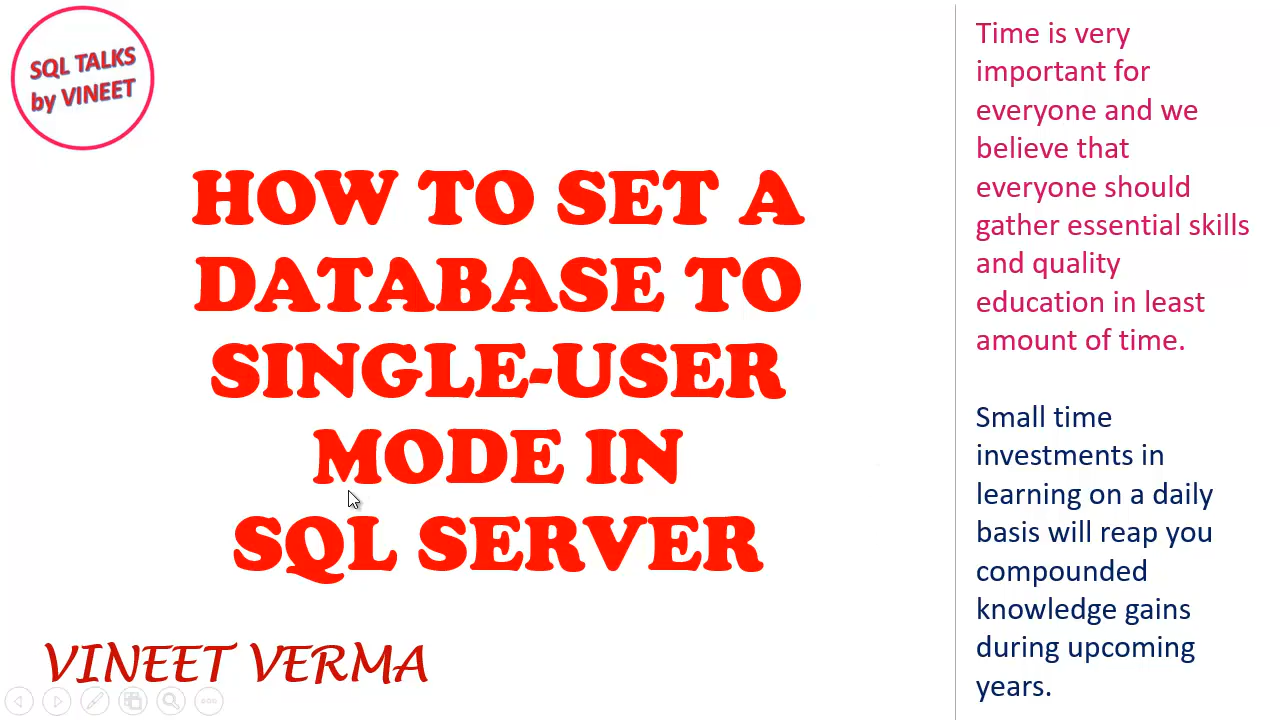 SQL TALKS
by VINEET
HOW TO SET A
DATABASE TO
SINGLE-USER
MODE IN
SQL SERVER
VINEET VERMA
Time is very
important for
everyone and we
believe that
everyone should
gather essential skills
and quality
education in least
amount of time.
Small time
investments in
learning on a daily
basis will reap you
compounded
knowledge gains
during upcoming
years.